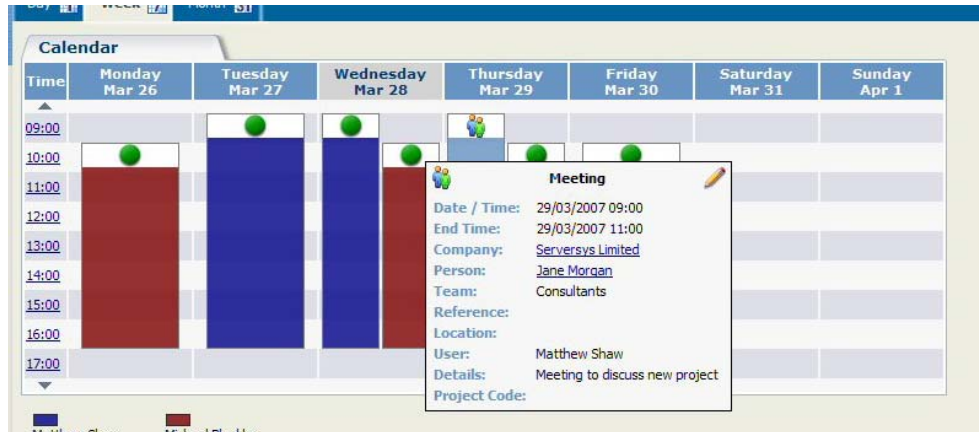 Day Week Month 31
Calendar
Time Monday Tuesday Wednesday Thursday Friday Saturday Sunday
Mar 26 Mar 27 Mar 28 Mar 29 Mar 30 Mar 31 Apr 1
09:00
10:00
11:00
12:00
13:00
14:00
15:00
16:00
17:00
Meeting
Date / Time: 29/03/2007 09:00
End Time: 29/03/2007 11:00
Company: Serversys Limited
Person: Jane Morgan
Team: Consultants
Reference:
Location:
User: Matthew Shaw
Details: Meeting to discuss new project
Project Code: